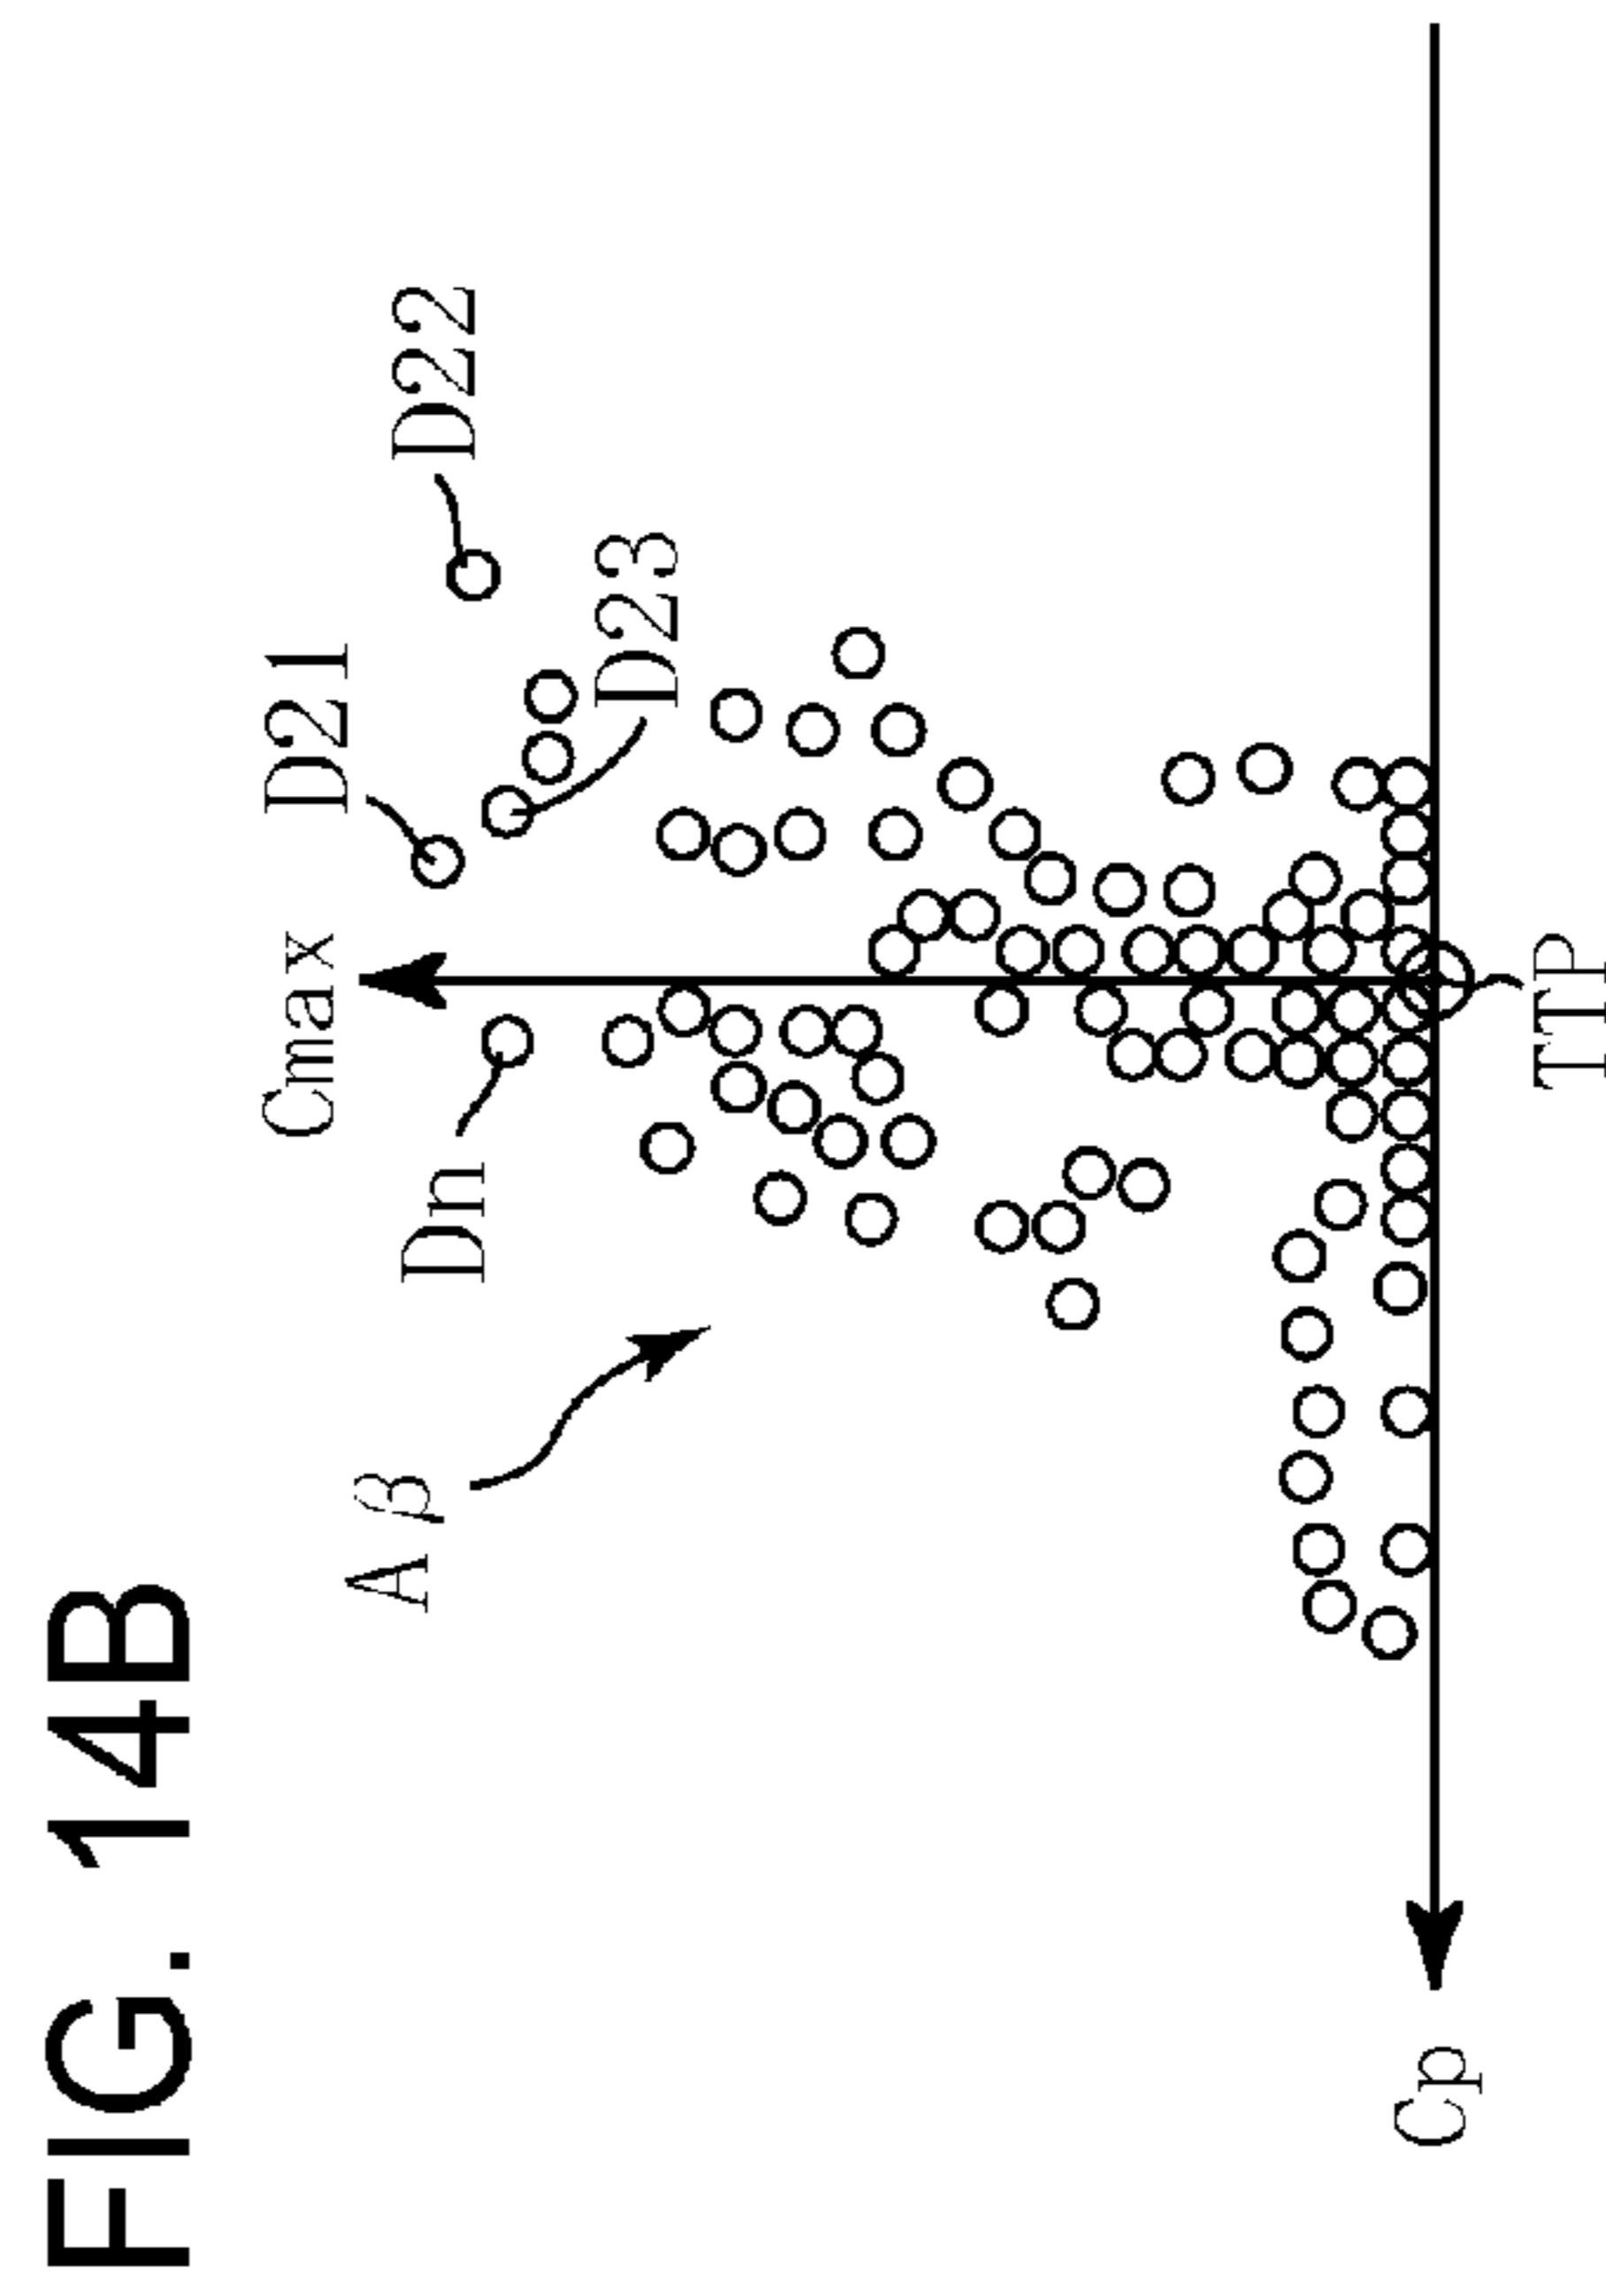 FIG. 14B
Cmax
D21
D22
D23
Dn
Aβ
Cp
TTP